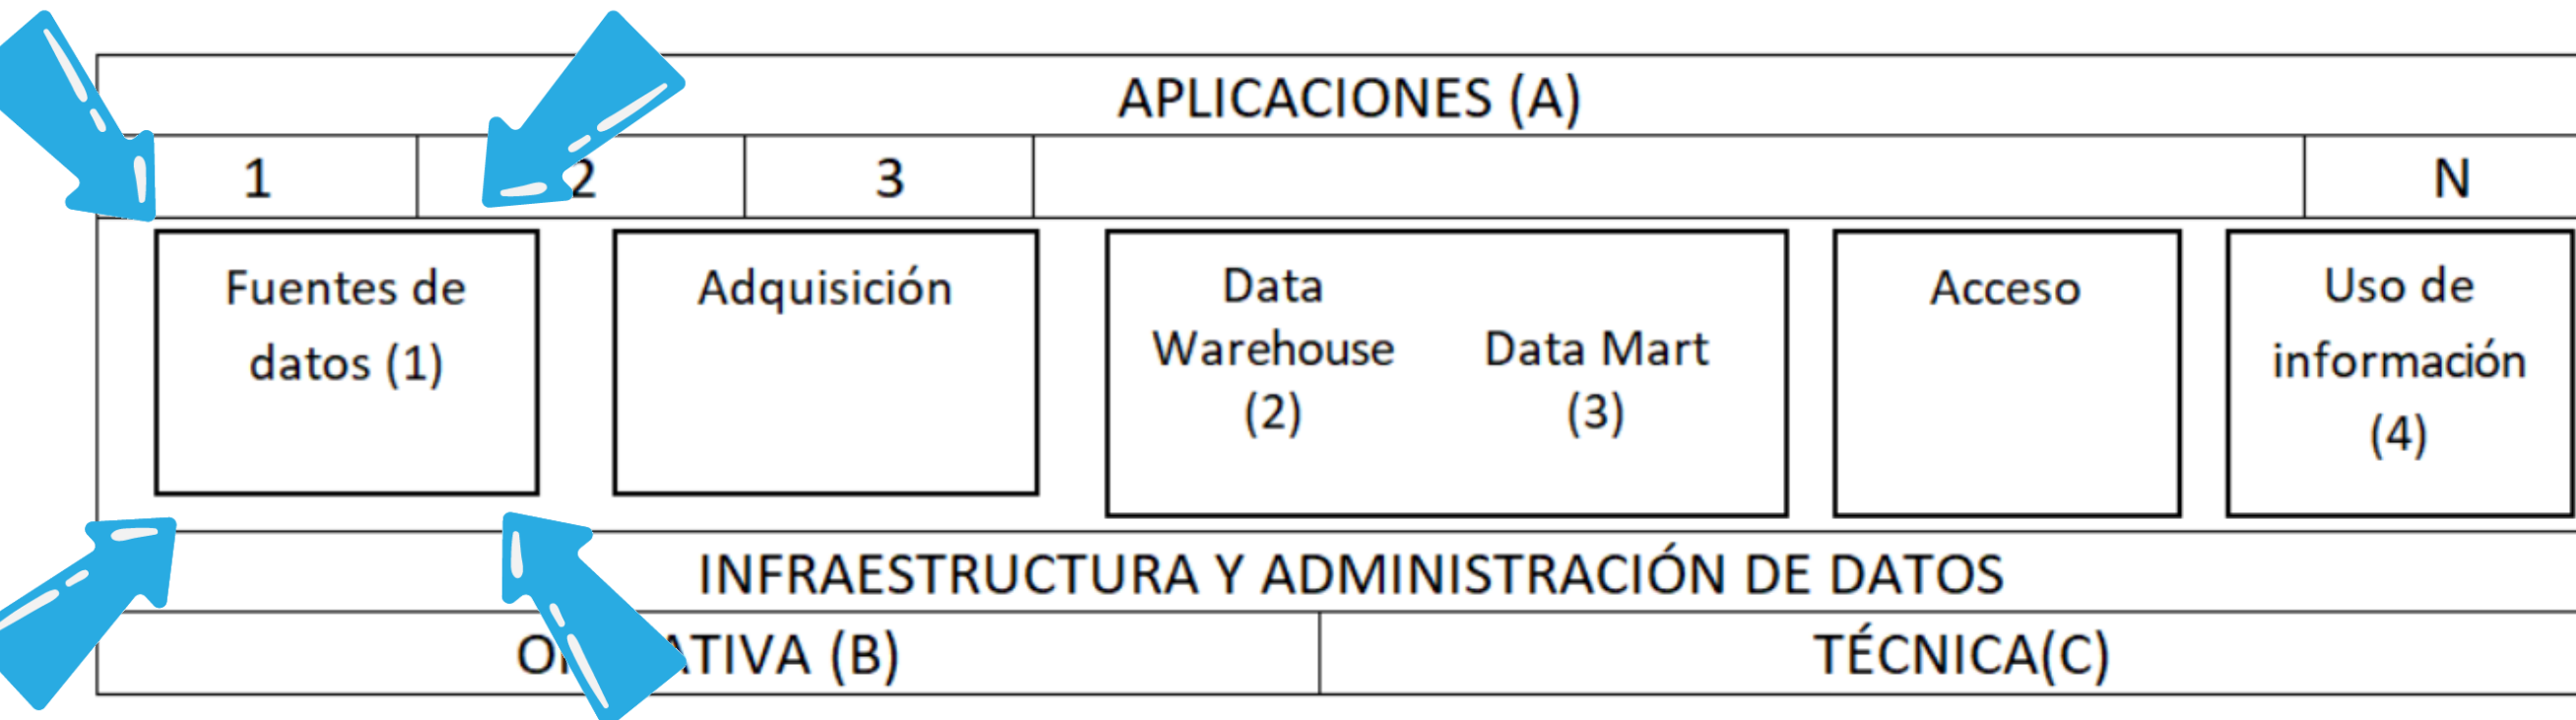 APLICACIONES (A)
1 2 3 N
Fuentes de
datos (1)
Adquisición
Data
Warehouse
(2)
Data Mart
(3)
Acceso
Uso de
información
(4)
INFRAESTRUCTURA Y ADMINISTRACIÓN DE DATOS
(B)
TÉCNICA(C)